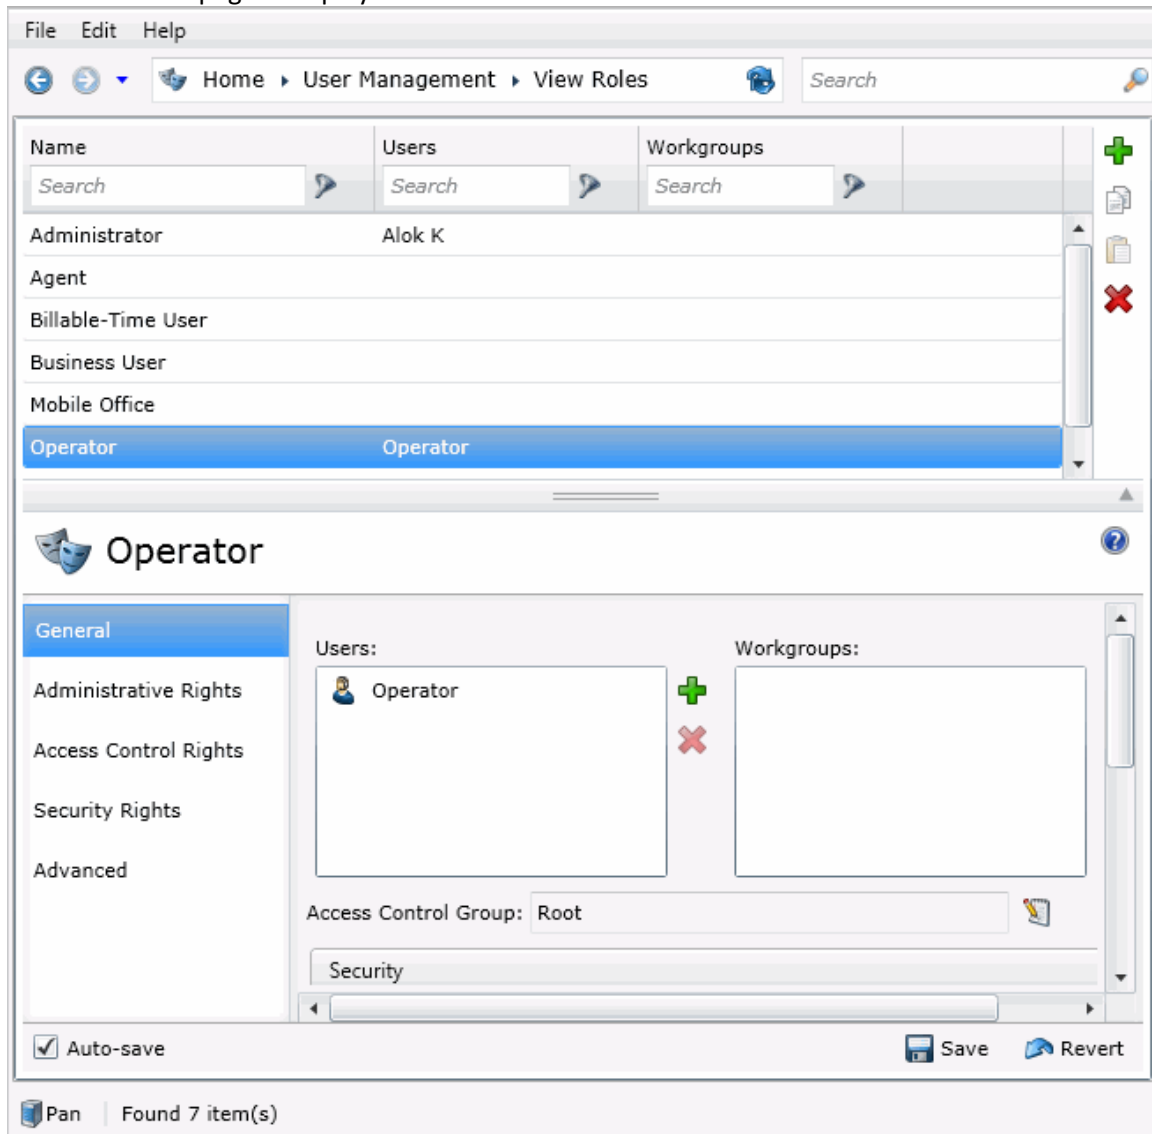 File Edit Help
Home User Management View Roles Search
Name Users Workgroups
Search Search Search
Administrator Alok K
Agent
Billable-Time User
Business User
Mobile Office
Operator Operator
Operator
General
Users: Workgroups:
Operator
Administrative Rights
Access Control Rights
Security Rights
Advanced
Access Control Group: Root
Security
Auto-save Save Revert
Pan Found 7 item(s)